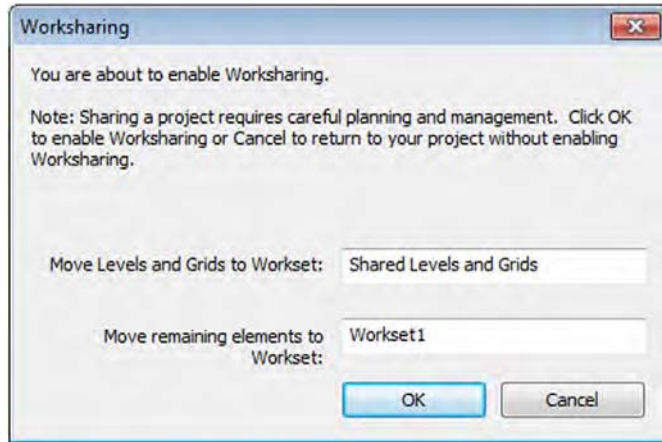 Worksharing
You are about to enable Worksharing.
Note: Sharing a project requires careful planning and management.  Click OK
to enable Worksharing or Cancel to return to your project without enabling
Worksharing.
Move Levels and Grids to Workset: Shared Levels and Grids
Move remaining elements to Workset1
Workset:
OK Cancel